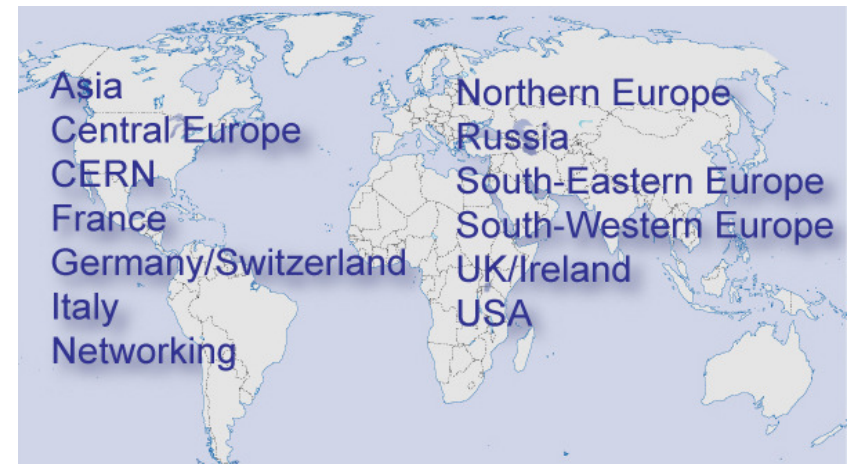 Asia
Central Europe
CERN
France
Germany/Switzerland
Italy
Networking
Northern Europe
Russia
South-Eastern Europe
South-Western Europe
UK/Ireland
USA